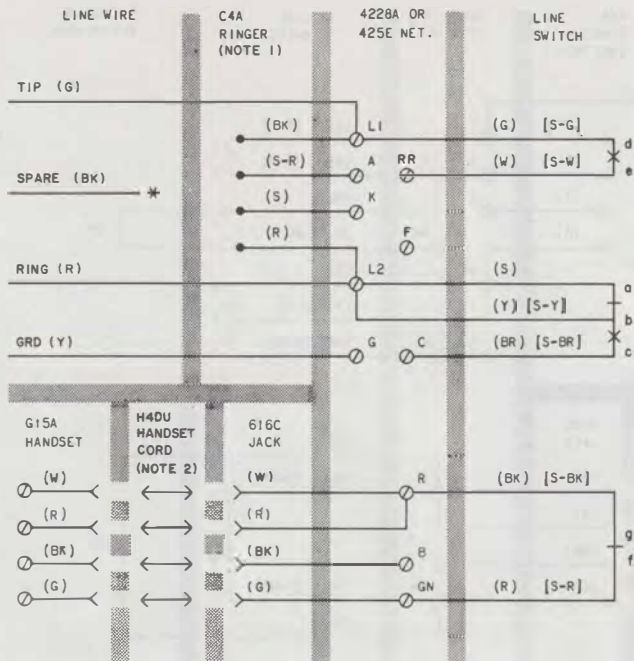 LINE WIRE
C4A RINGER (NOTE 1)
4228A OR 425E NET.
LINE SWITCH
TIP (G)
(BK) L1 (G) [S-G] d
(S-R) A RR (W) [S-W] e
SPARE (BK) *
(S) K
(R) F
RING (R) L2 (S) a
(Y) [S-Y] b
GRD (Y) G C (BR) [S-BR] c
G15A HANDSET
H4DU HANDSET CORD (NOTE 2)
616C JACK
(W) (W) R (BK) [S-BK]
(R) (R) g
(BK) (BK) B f
(G) (G) GN (R) [S-R]